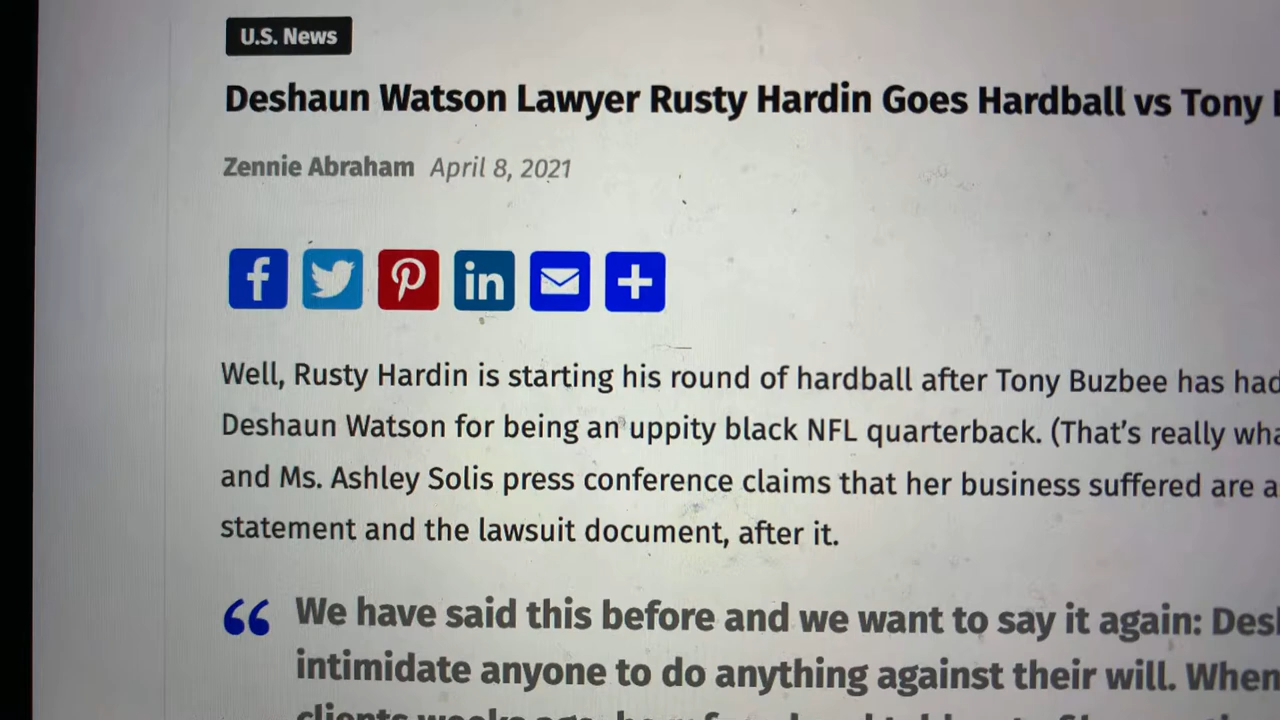 U.S. News
Deshaun Watson Lawyer Rusty Hardin Goes Hardball vs Tony
Zennie Abraham April 8, 2021
Well, Rusty Hardin is starting his round of hardball after Tony Buzbee has had
Deshaun Watson for being an uppity black NFL quarterback. (That's really
and Ms. Ashley Solis press conference claims that her business suffered are
statement and the lawsuit document, after it.
“ We have said this before and we want to say it again:
intimidate anyone to do anything against their will. When
clients weeks ago,